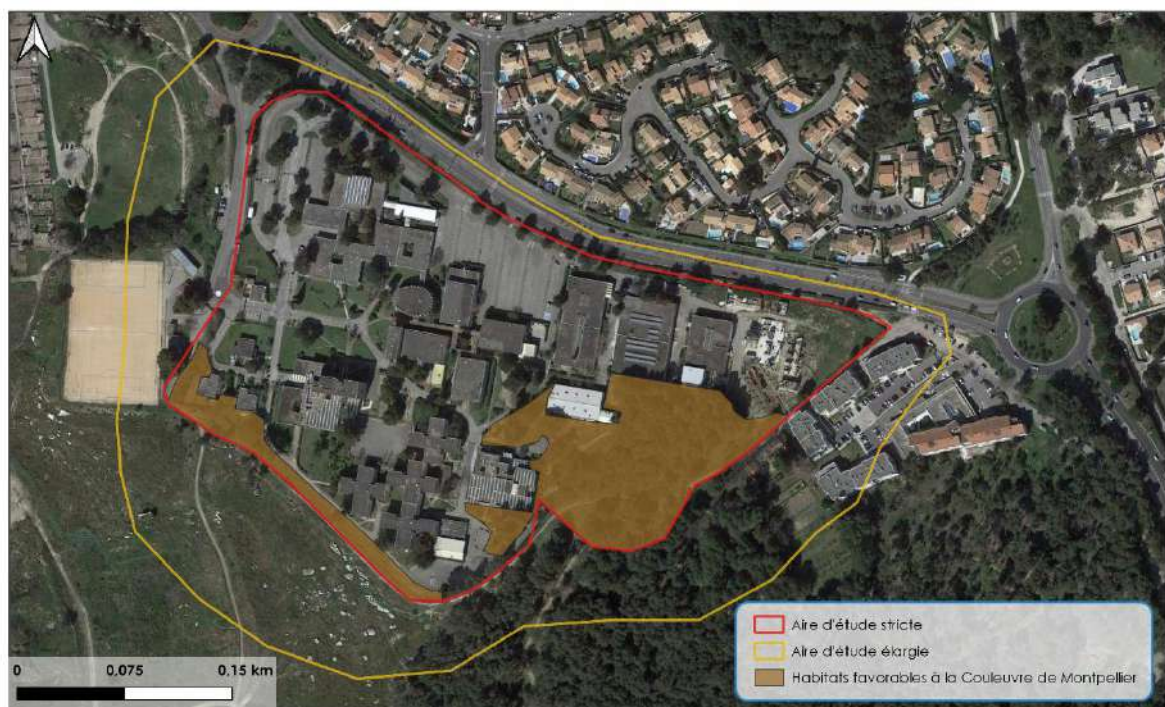 Aire d'étude stricte
Aire d'étude élargie
Habitats favorables à la Couleuvre de Montpellier
0 0,075 0,15 km